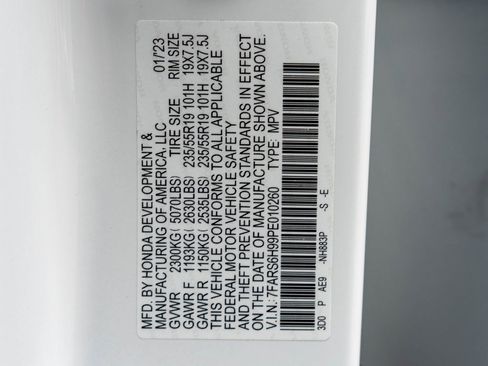 MFD. BY HONDA DEVELOPMENT &
MANUFACTURING OF AMERICA, LLC 01/'23
GVWR 2300KG( 5070LBS) TIRE SIZE RIM SIZE
GAWR F 1193KG( 2630LBS) 235/55R19 101H 19X7.5J
GAWR R 1150KG( 2535LBS) 235/55R19 101H 19X7.5J
THIS VEHICLE CONFORMS TO ALL APPLICABLE
FEDERAL MOTOR VEHICLE SAFETY
AND THEFT PREVENTION STANDARDS IN EFFECT
ON THE DATE OF MANUFACTURE SHOWN ABOVE.
V.I.N.: 7FARS6H99PE010260 TYPE: MPV
3D0 P AE9 -NH883P -S -E